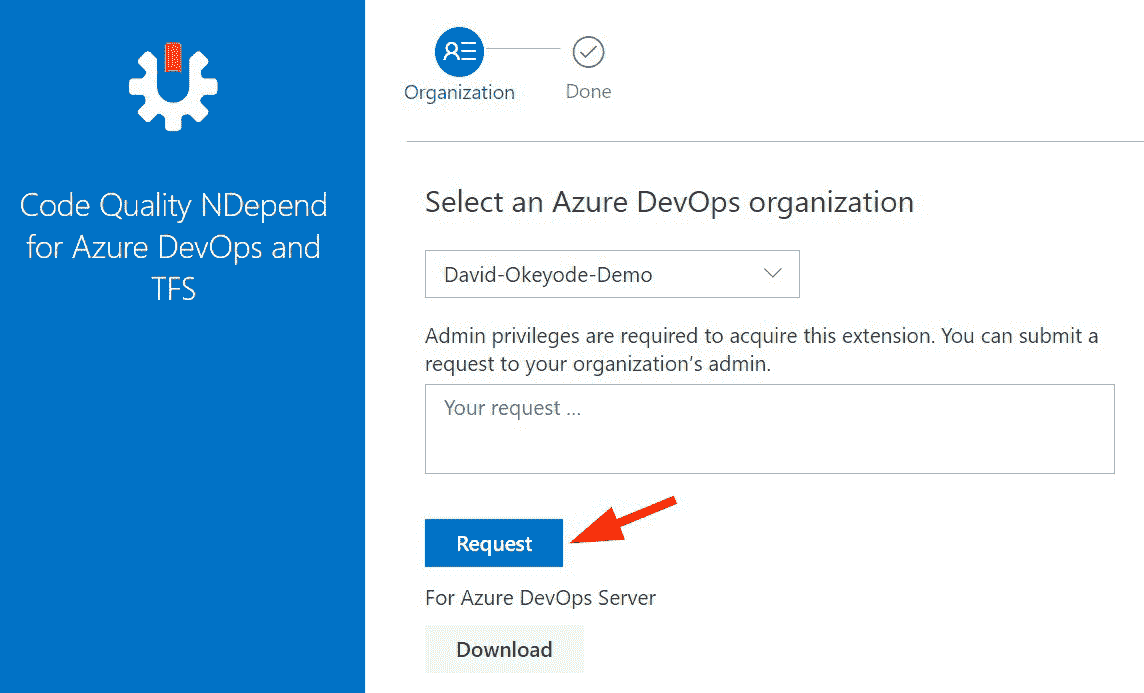 Code Quality NDepend
for Azure DevOps and
TFS
Organization
Done
Select an Azure DevOps organization
David-Okeyode-Demo
Admin privileges are required to acquire this extension. You can submit a
request to your organization’s admin.
Your request ...
Request
For Azure DevOps Server
Download